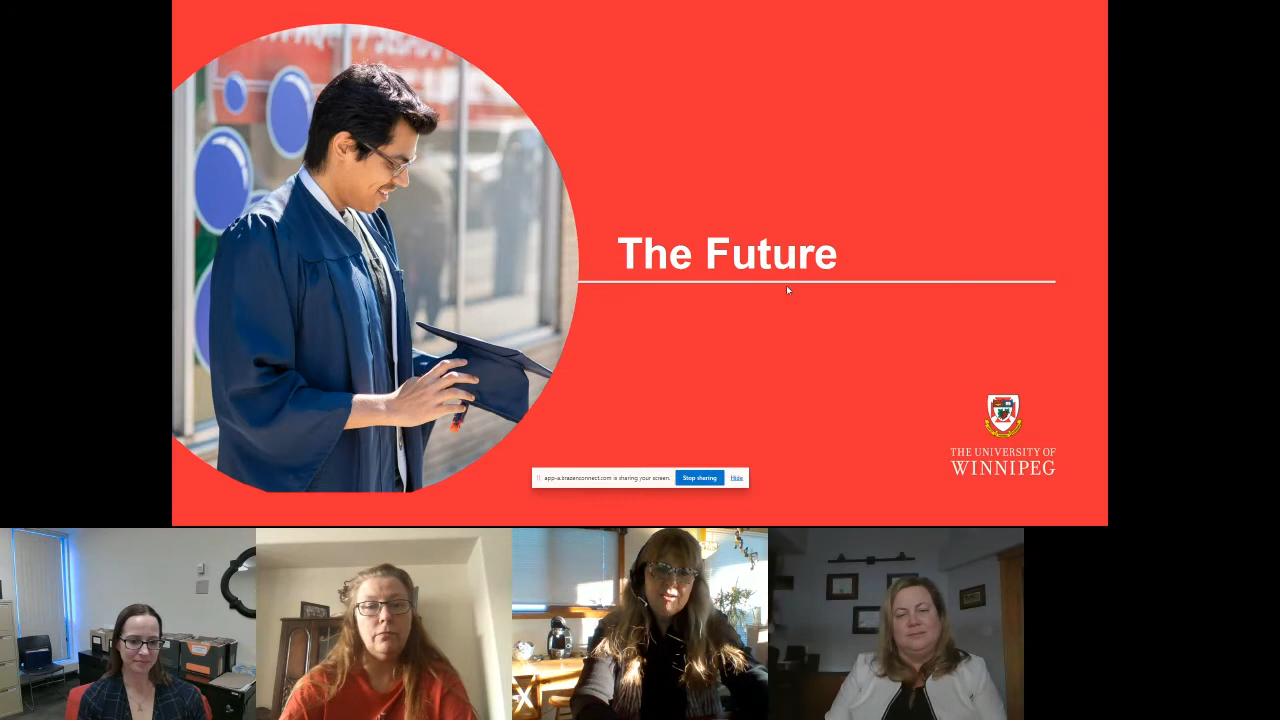 The Future
THE UNIVERSITY OF
WINNIPEG
app-a.brazenconnect.com is sharing your screen.
Stop sharing
Hide